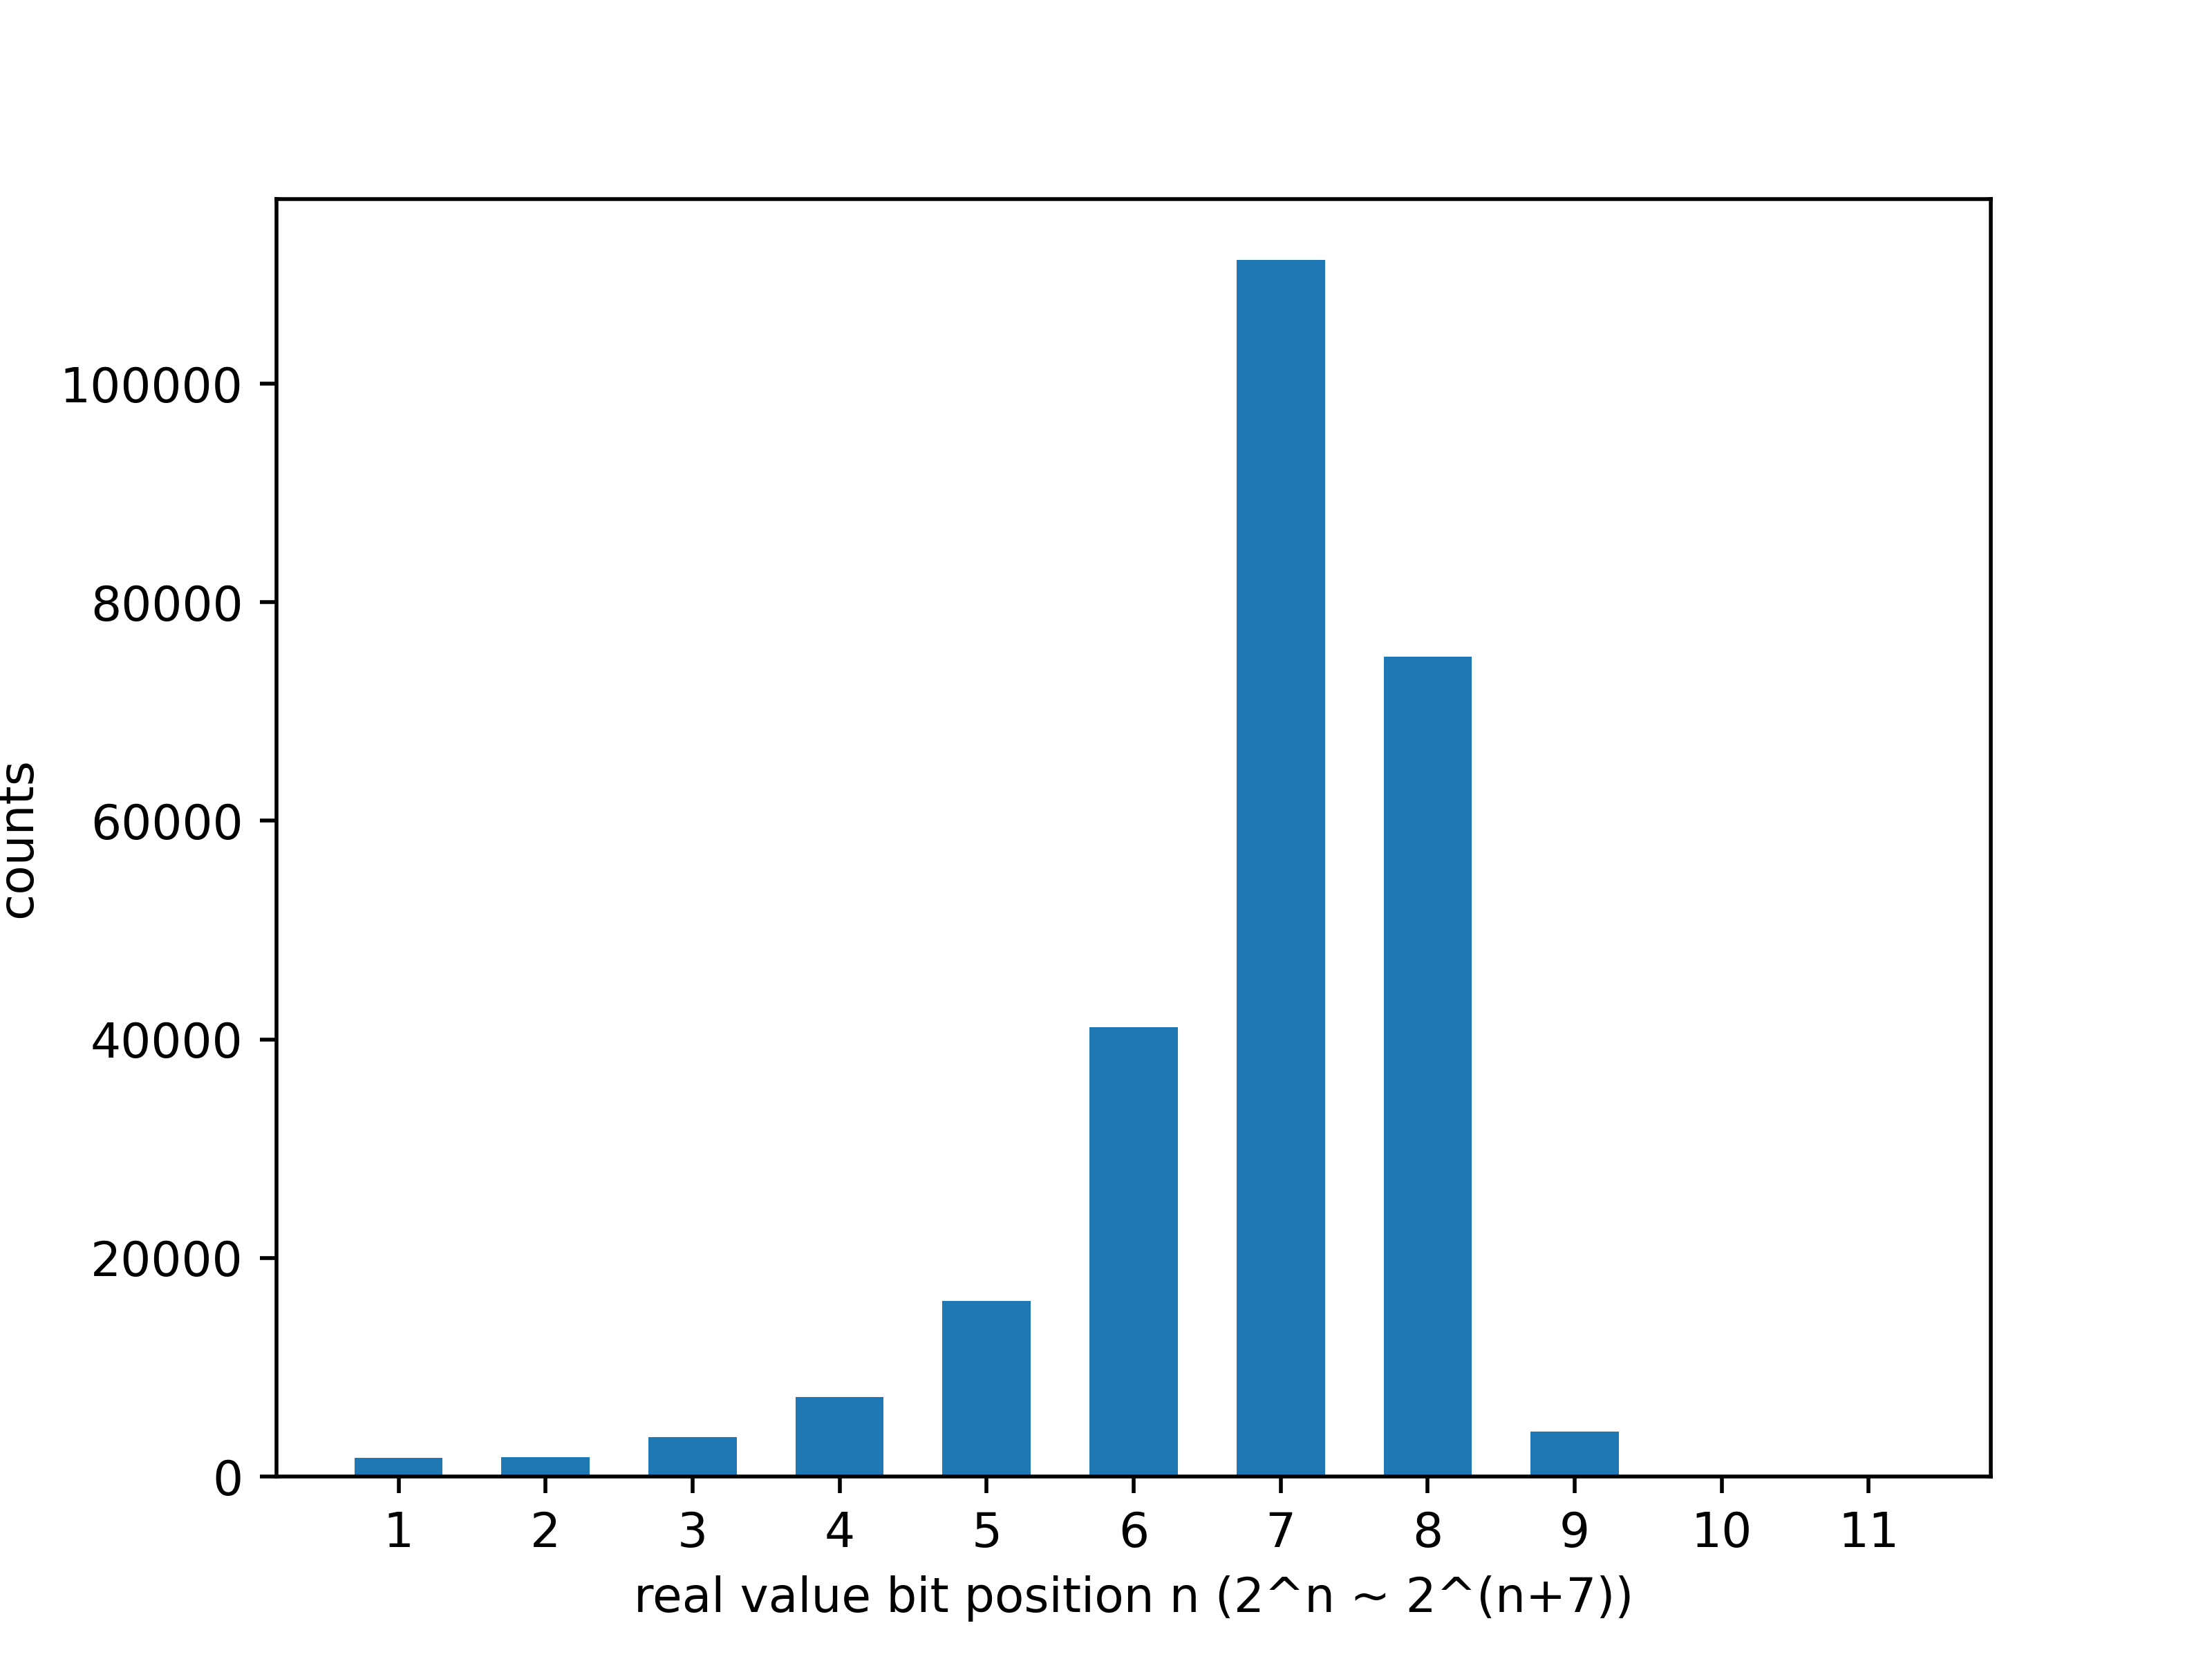 counts
100000
80000
60000
40000
20000
0
1 2 3 4 5 6 7 8 9 10 11
real value bit position n (2^n ~ 2^(n+7))